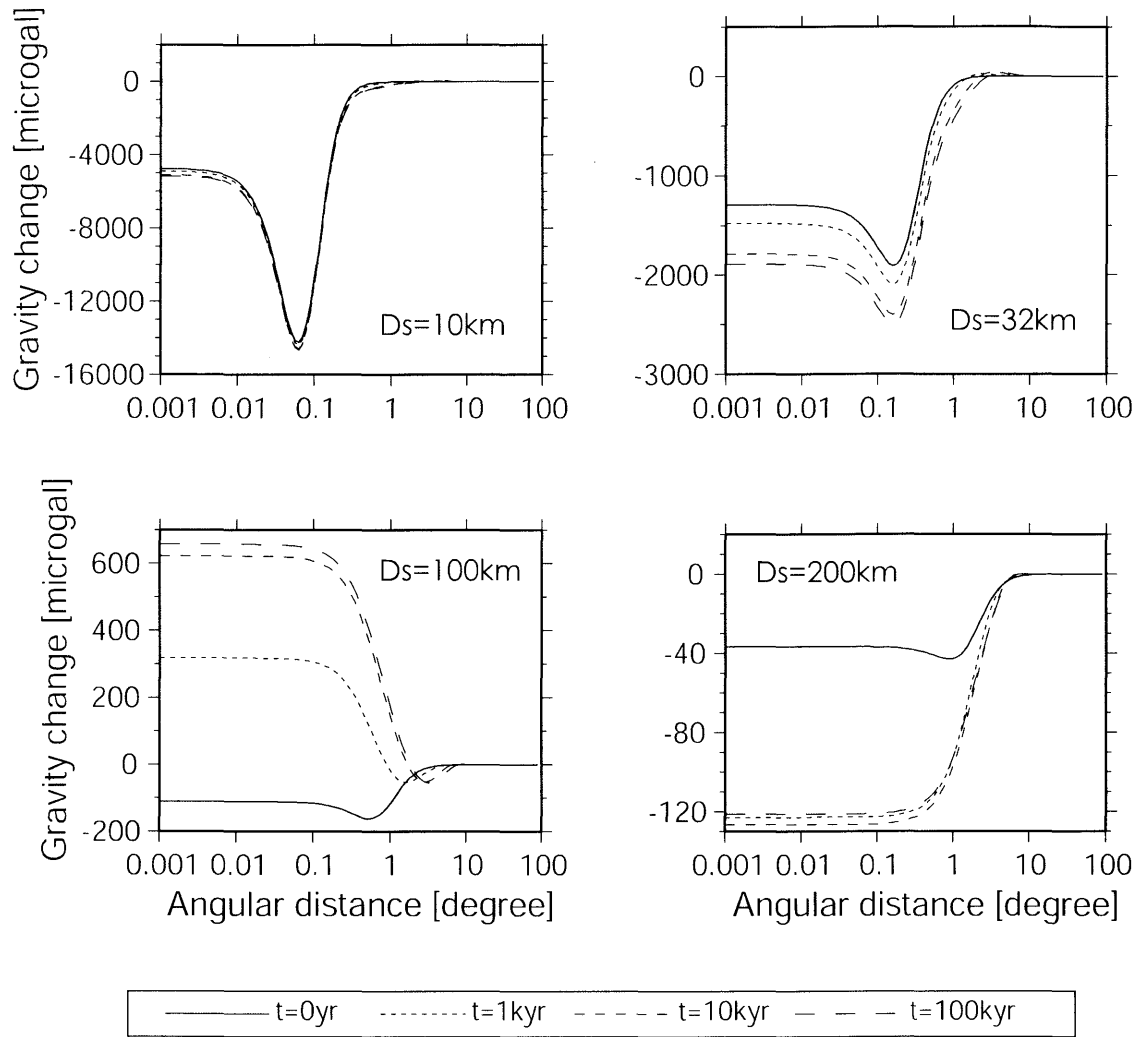 Gravity change [microgal]
0
-4000
-8000
-12000
-16000
Ds=10km
0.001 0.01 0.1 1 10 100
0
-1000
-2000
-3000
Ds=32km
0.001 0.01 0.1 1 10 100
Gravity change [microgal]
600
400
200
0
-200
Ds=100km
0.001 0.01 0.1 1 10 100
Angular distance [degree]
0
-40
-80
-120
Ds=200km
0.001 0.01 0.1 1 10 100
Angular distance [degree]
t=0yr t=1kyr t=10kyr t=100kyr